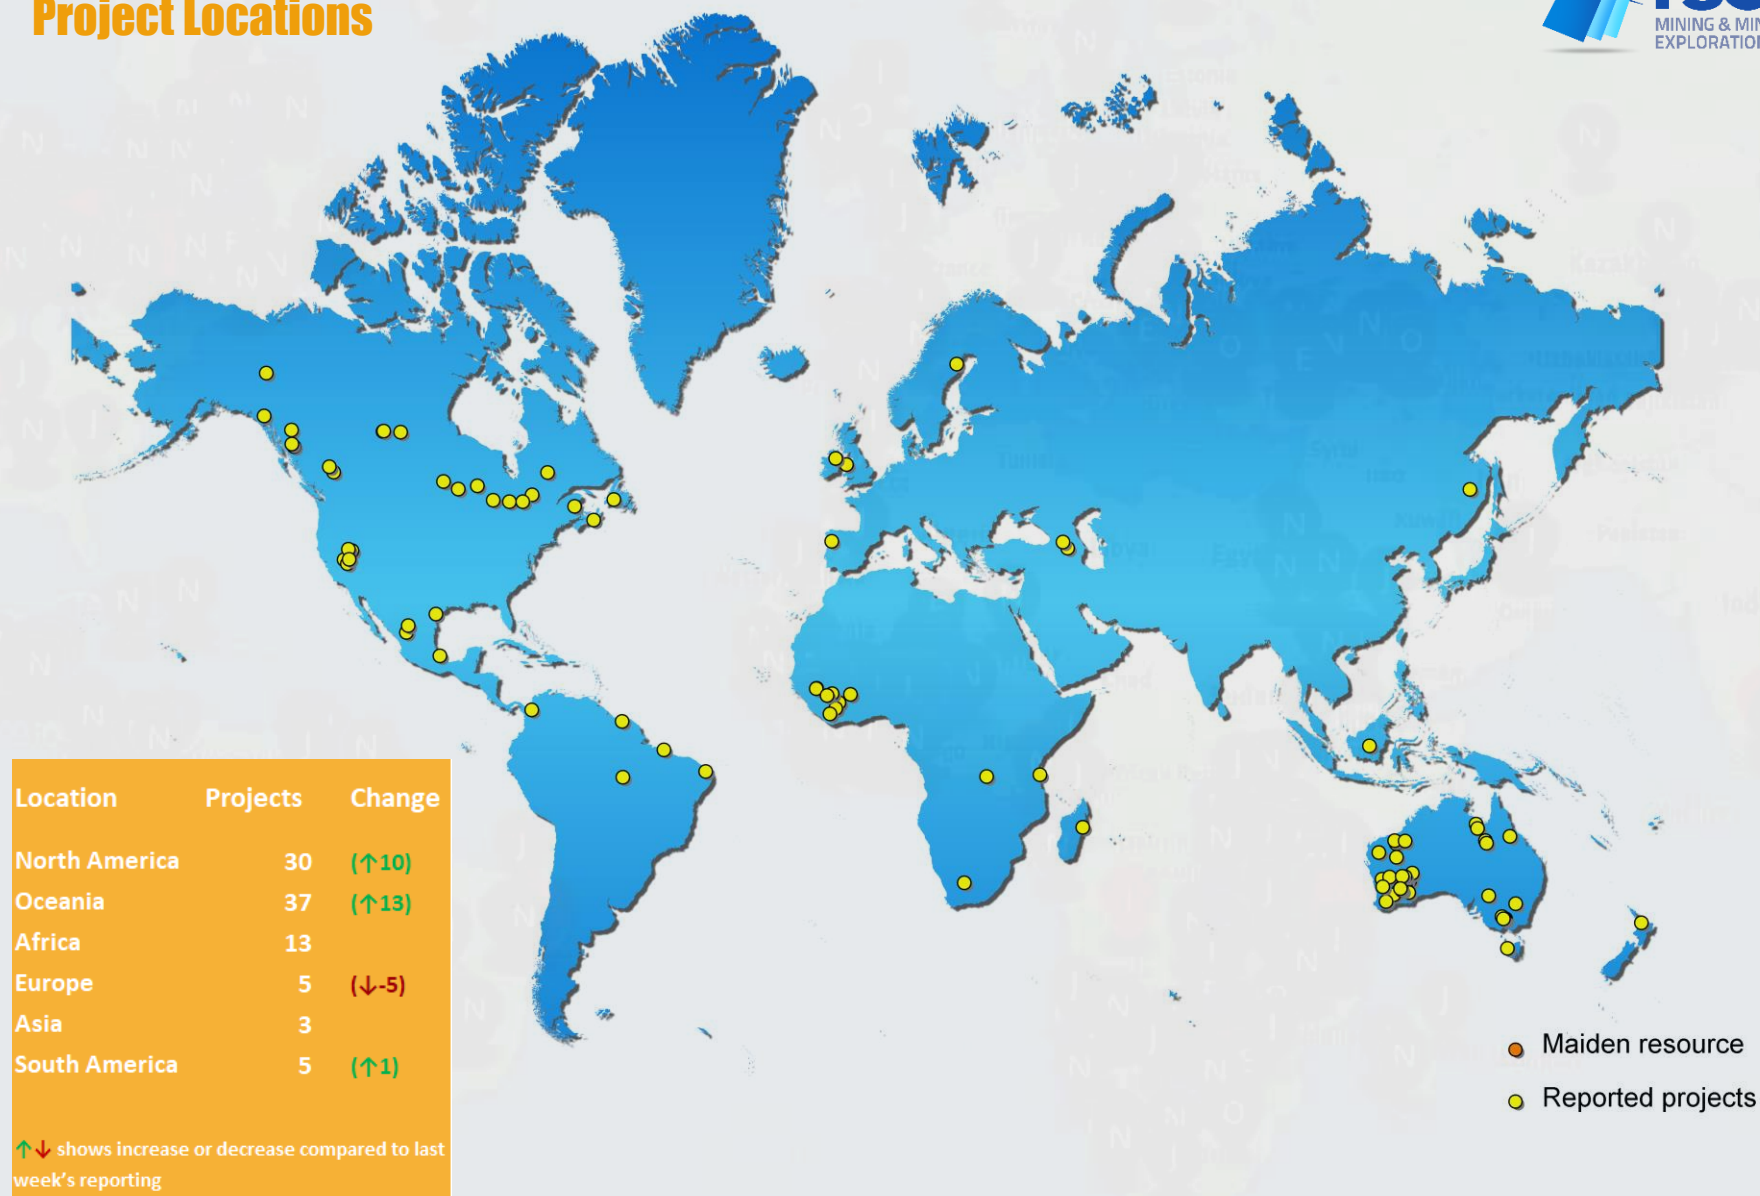 Project Locations
MINING & MIN
EXPLORATION
Location Projects Change
North America 30 (↑10)
Oceania 37 (↑13)
Africa 13
Europe 5 (↓-5)
Asia 3
South America 5 (↑1)
↑↓ shows increase or decrease compared to last
week's reporting
Maiden resource
Reported projects